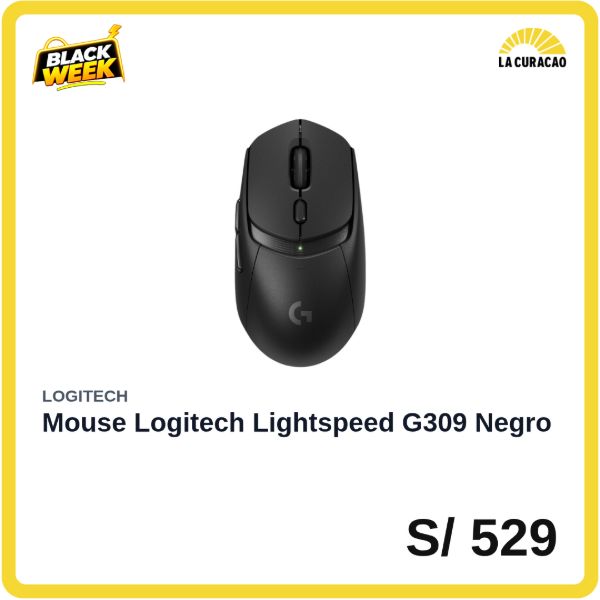 BLACK
WEEK
LA CURACAO
G
LOGITECH
Mouse Logitech Lightspeed G309 Negro
S/ 529